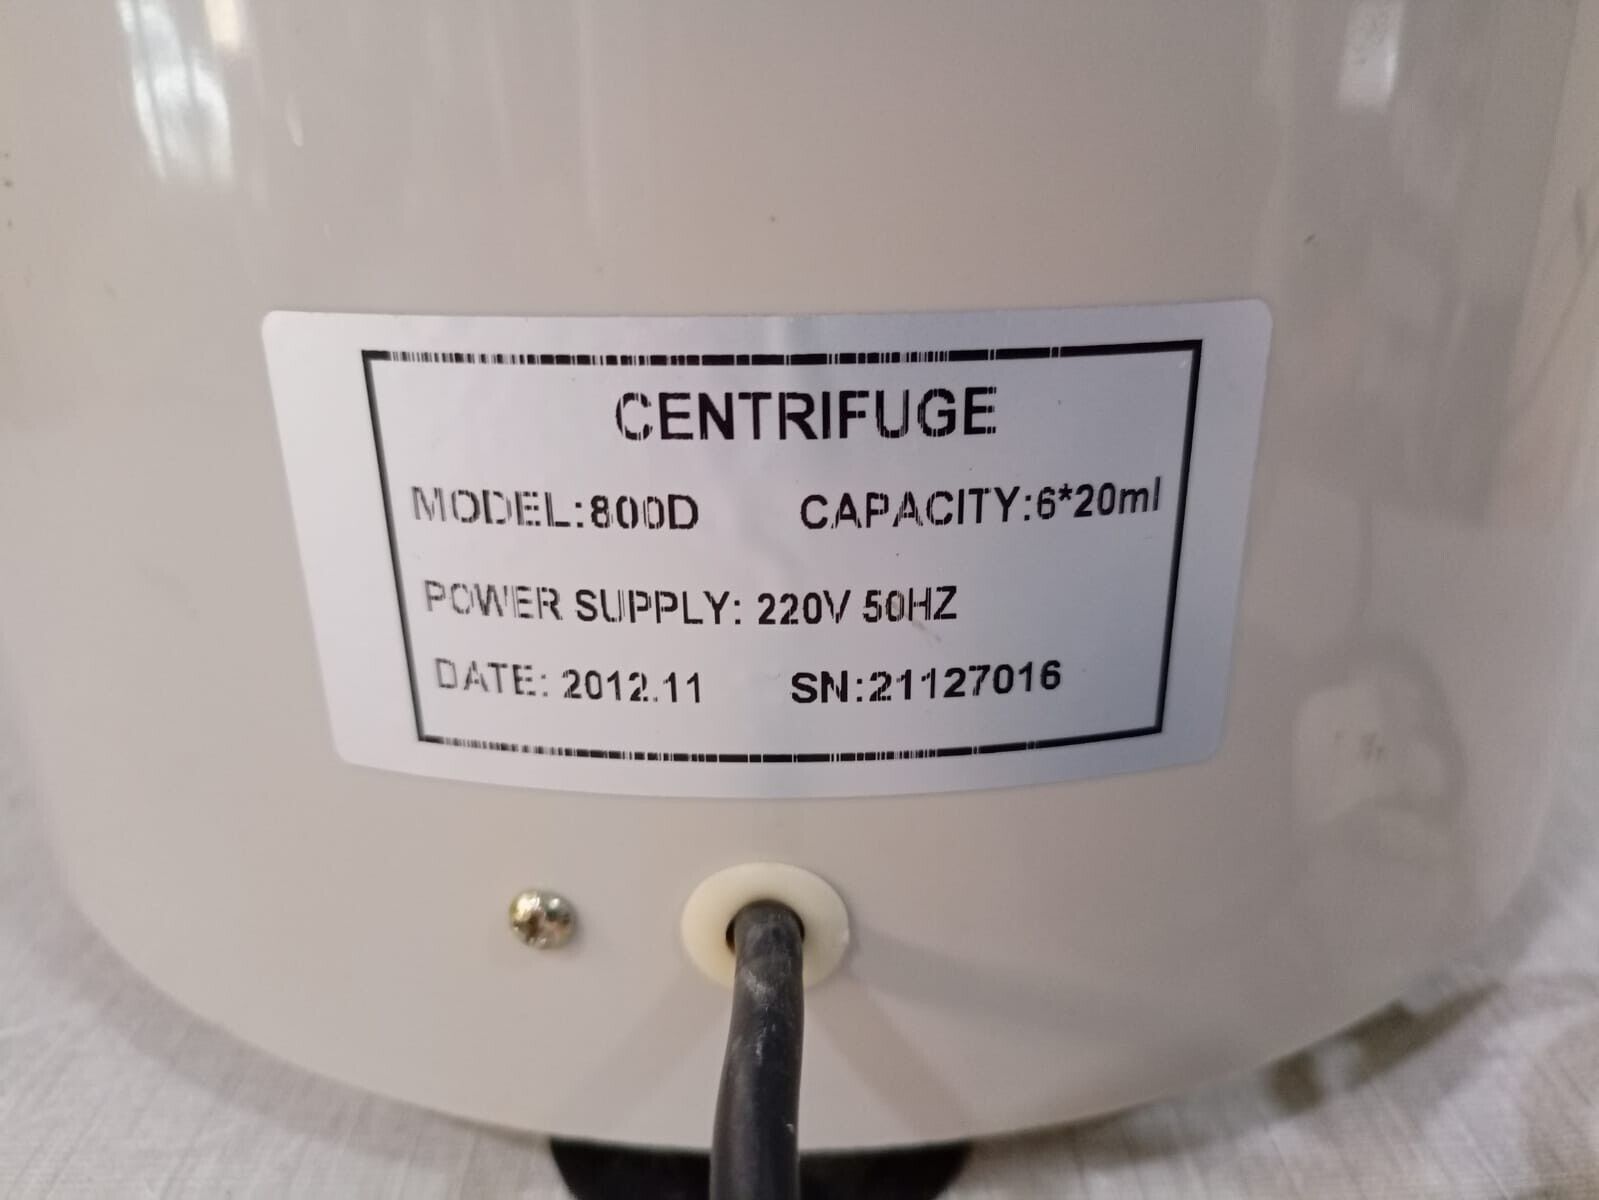 CENTRIFUGE
MODEL:800D CAPACITY:6*20ml
POWER SUPPLY: 220V 50HZ
DATE: 2012.11 SN:21127016